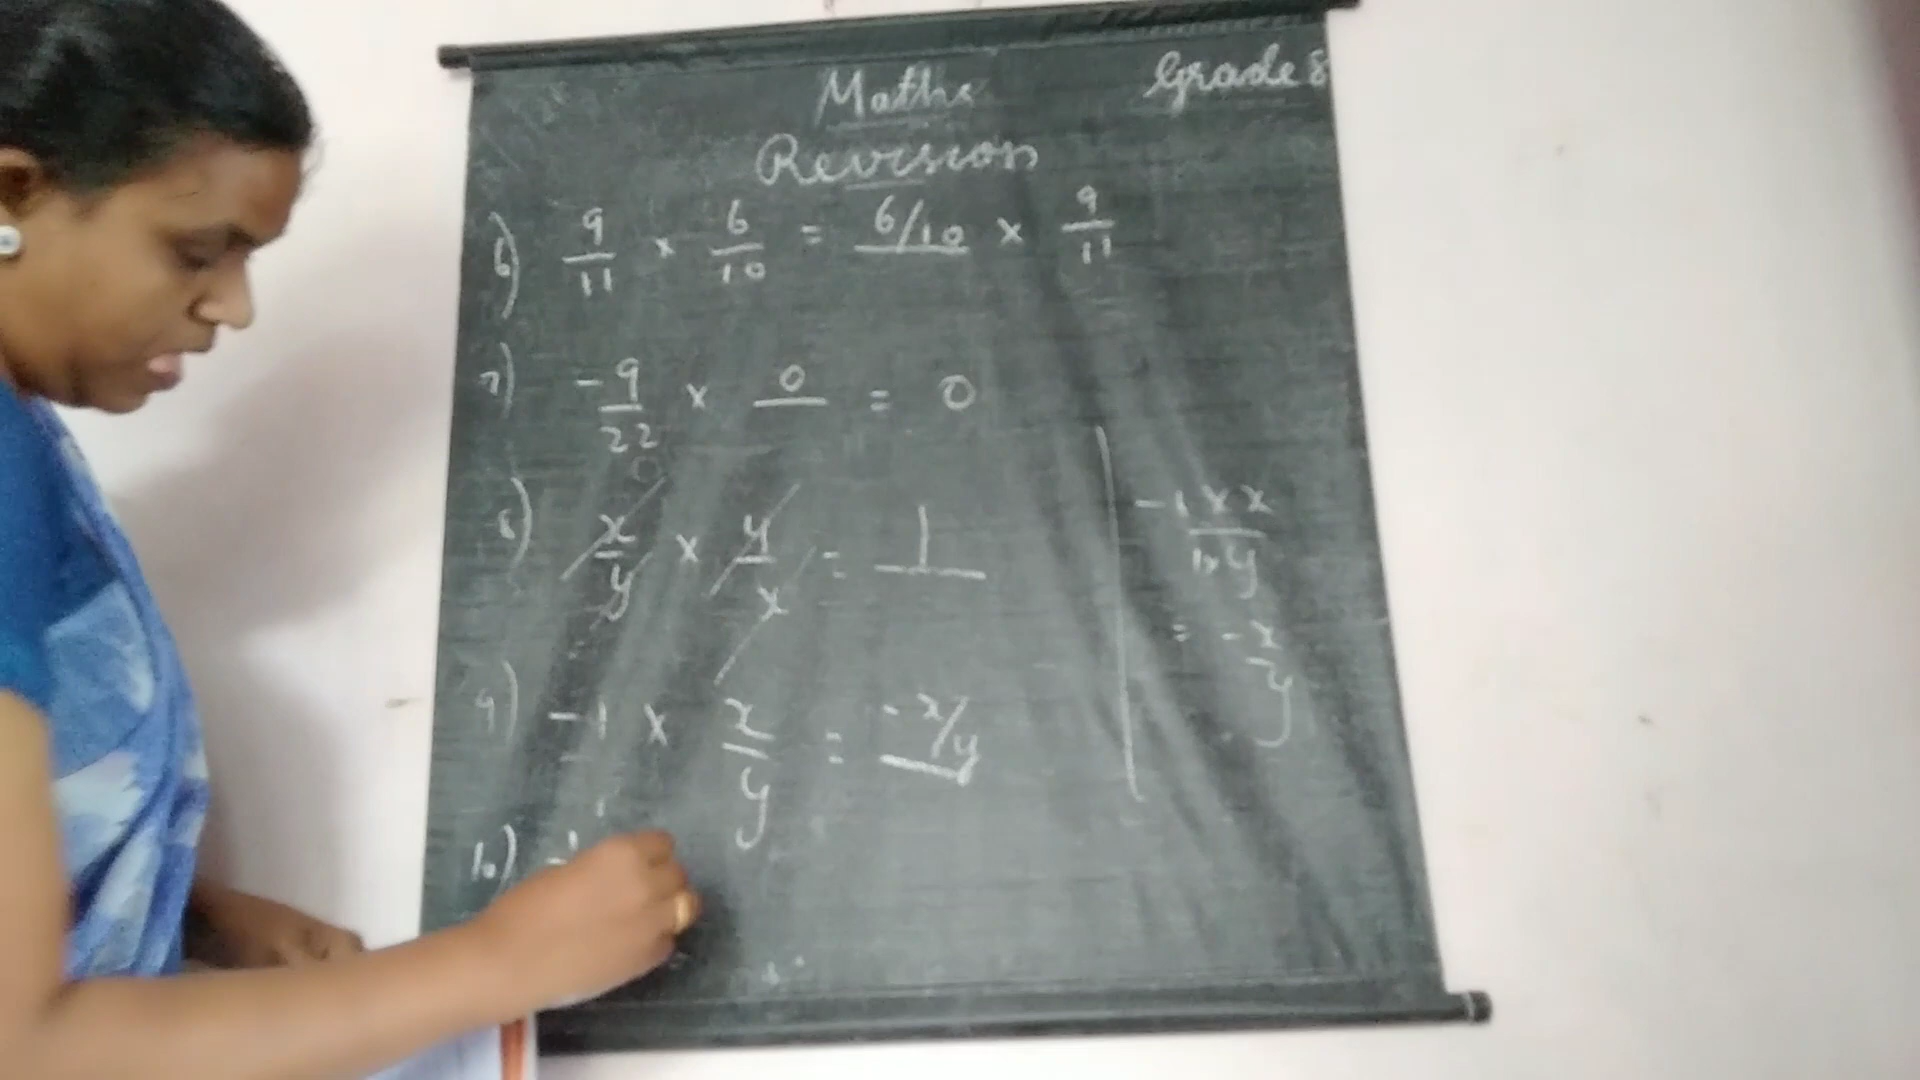 Maths Grade 8
Revision
6) 9/11 × 6/10 = 6/10 × 9/11
7) -9/22 × 0 = 0
8) x/y × y/x = 1
-1 × x / 1×y
= -x/y
9) -1 × x/y = -x/y
10) -1